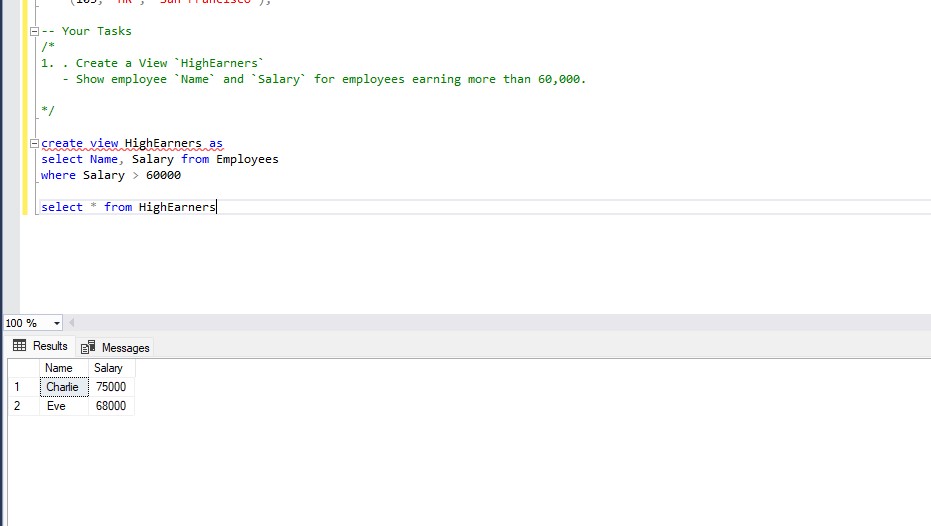 (103, 'HR', 'San Francisco');
-- Your Tasks
/*
1. . Create a View `HighEarners`
- Show employee `Name` and `Salary` for employees earning more than 60,000.
*/
create view HighEarners as
select Name, Salary from Employees
where Salary > 60000
select * from HighEarners
100 %
Results Messages
Name Salary
1 Charlie 75000
2 Eve 68000